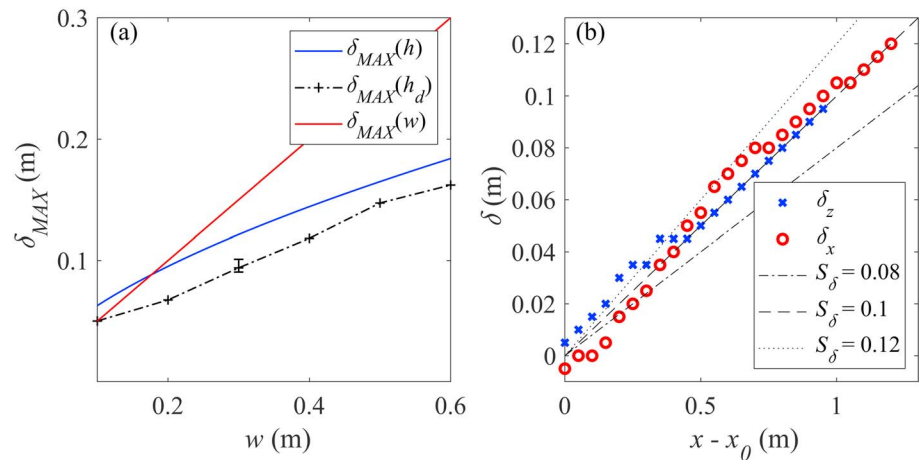 (a)
δMAX(h)
δMAX(hd)
δMAX(w)
0.3
0.2
0.1
δMAX (m)
0.2
0.4
0.6
w (m)
(b)
0.12
0.1
0.08
0.06
0.04
0.02
0
δ (m)
δz
δx
Sδ = 0.08
Sδ = 0.1
Sδ = 0.12
0
0.5
1
x - x0 (m)